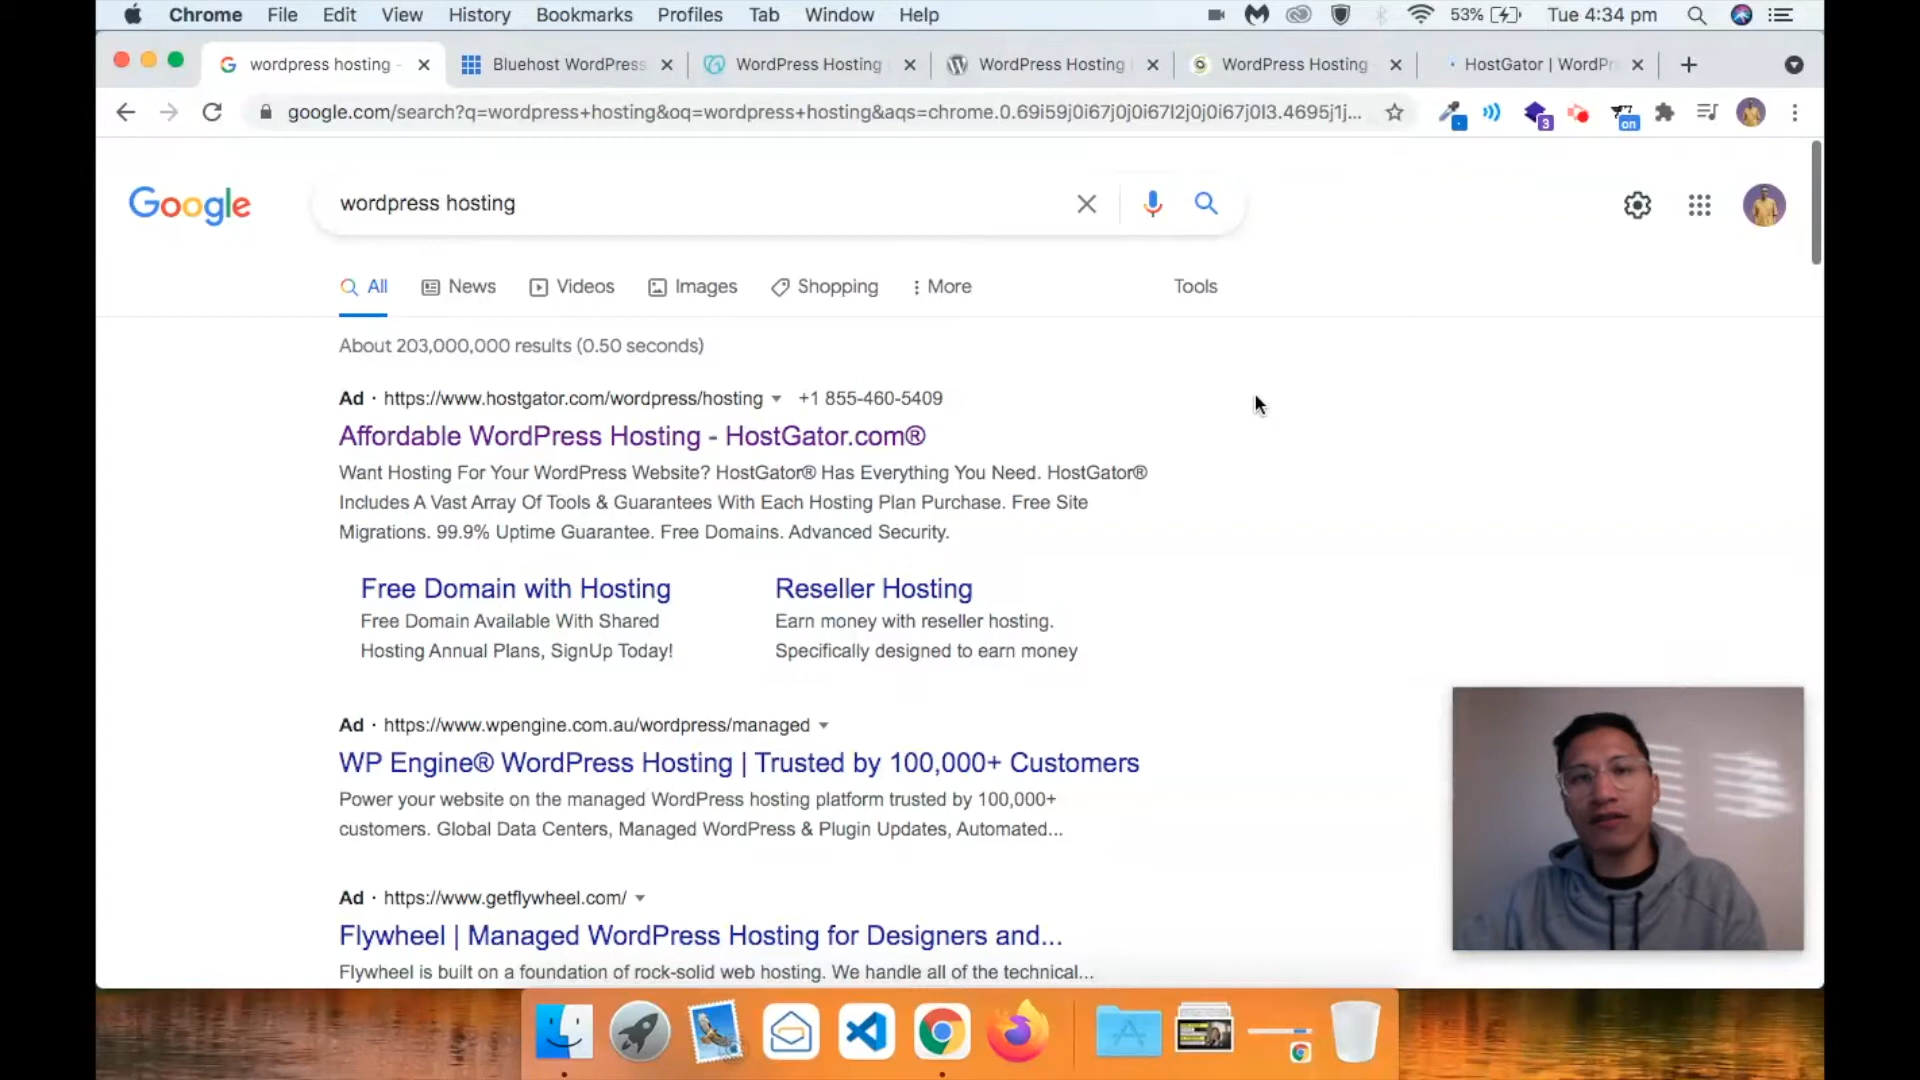 Chrome File Edit View History Bookmarks Profiles Tab Window Help 53% Tue 4:34 pm
wordpress hosting - Bluehost WordPress WordPress Hosting WordPress Hosting WordPress Hosting - HostGator | WordPr
google.com/search?q=wordpress+hosting&oq=wordpress+hosting&aqs=chrome.0.69i59j0i67j0j0i67l2j0j0i67j0l3.4695j1j... 3 on
Google wordpress hosting
All News Videos Images Shopping More Tools
About 203,000,000 results (0.50 seconds)
Ad · https://www.hostgator.com/wordpress/hosting +1 855-460-5409
Affordable WordPress Hosting - HostGator.com®
Want Hosting For Your WordPress Website? HostGator® Has Everything You Need. HostGator®
Includes A Vast Array Of Tools & Guarantees With Each Hosting Plan Purchase. Free Site
Migrations. 99.9% Uptime Guarantee. Free Domains. Advanced Security.
Free Domain with Hosting
Free Domain Available With Shared
Hosting Annual Plans, SignUp Today!
Reseller Hosting
Earn money with reseller hosting.
Specifically designed to earn money
Ad · https://www.wpengine.com.au/wordpress/managed
WP Engine® WordPress Hosting | Trusted by 100,000+ Customers
Power your website on the managed WordPress hosting platform trusted by 100,000+
customers. Global Data Centers, Managed WordPress & Plugin Updates, Automated...
Ad · https://www.getflywheel.com/
Flywheel | Managed WordPress Hosting for Designers and...
Flywheel is built on a foundation of rock-solid web hosting. We handle all of the technical...